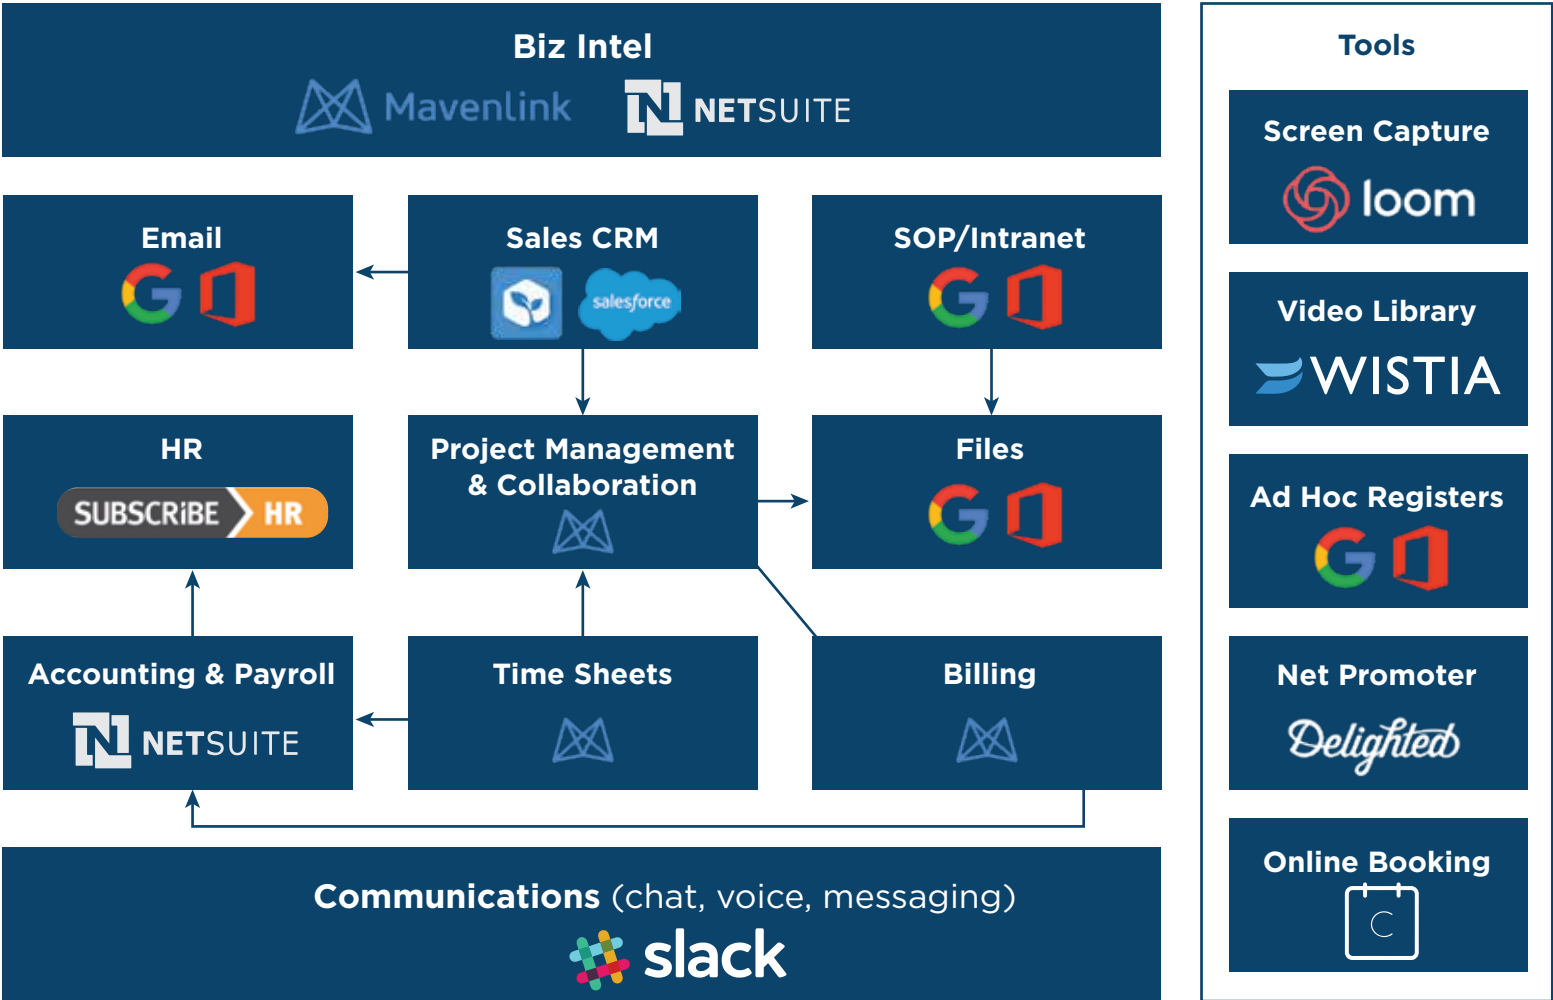 Biz Intel
Mavenlink NETSUITE
Email
Sales CRM
salesforce
SOP/Intranet
HR
SUBSCRiBE HR
Project Management
& Collaboration
Files
Accounting & Payroll
NETSUITE
Time Sheets
Billing
Communications (chat, voice, messaging)
slack
Tools
Screen Capture
loom
Video Library
WISTIA
Ad Hoc Registers
Net Promoter
Delighted
Online Booking
C